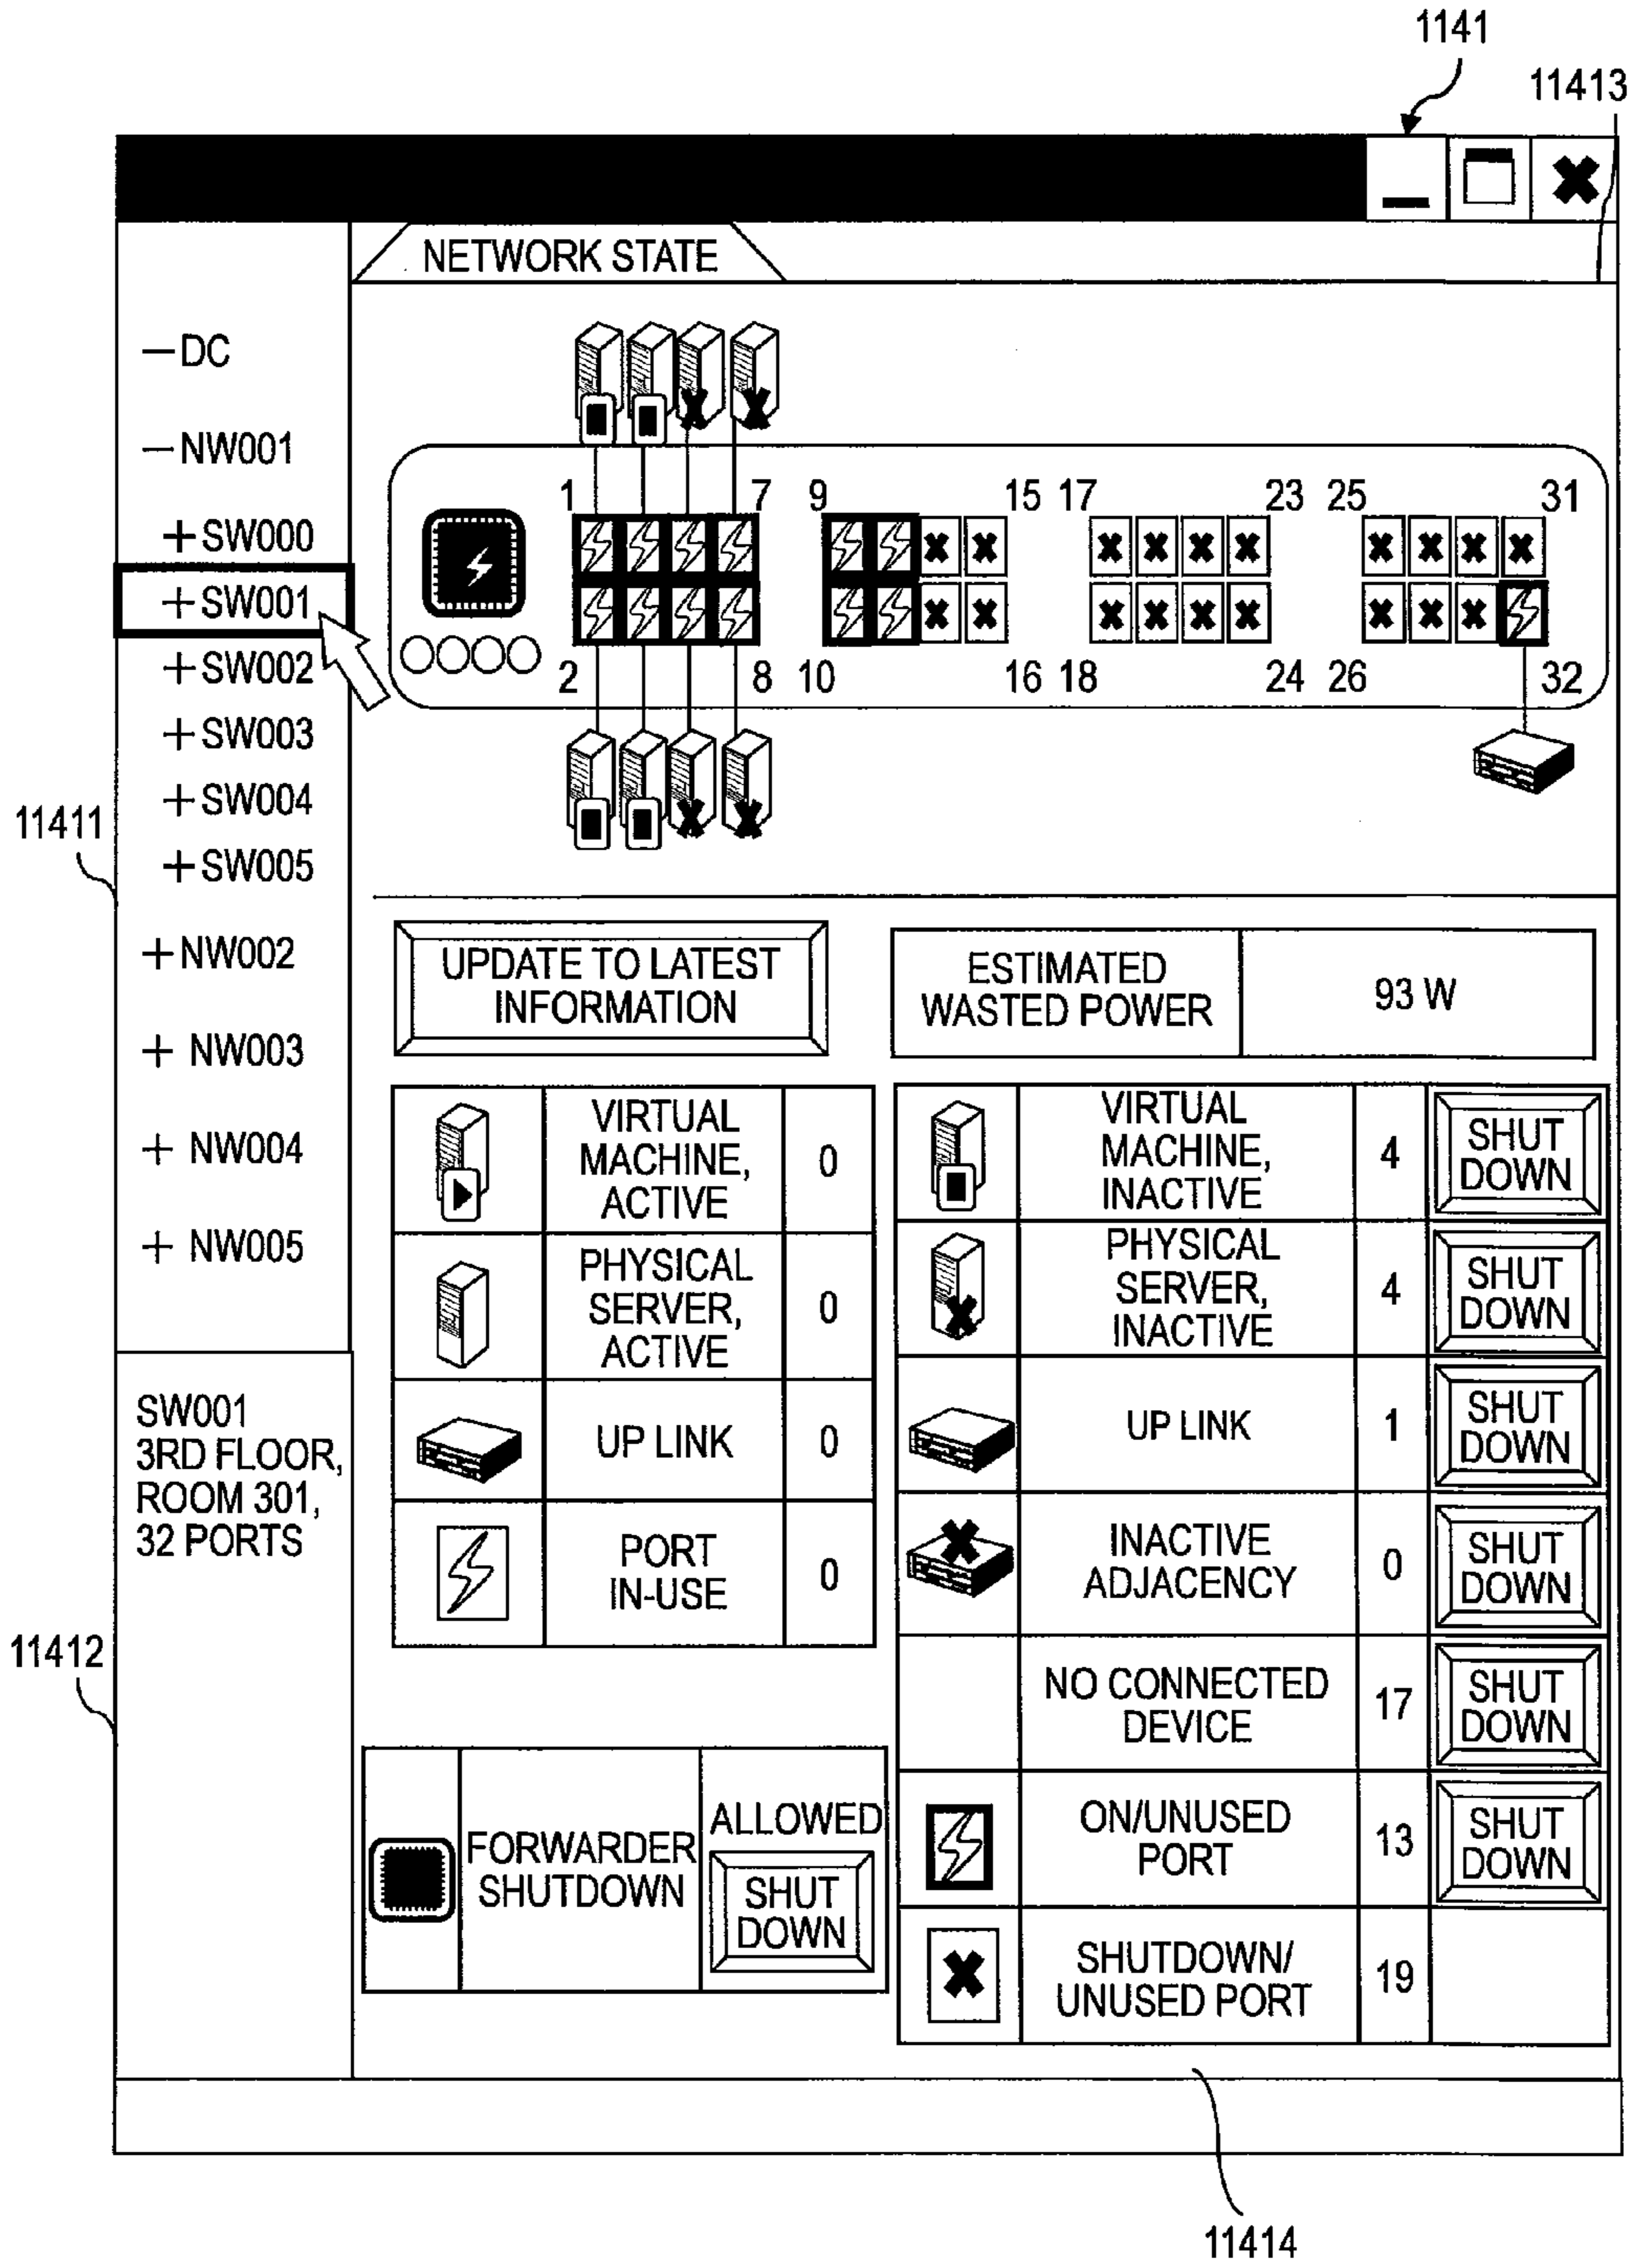 1141
11413
NETWORK STATE
—DC
—NW001
+SW000
+SW001
+SW002
+SW003
+SW004
+SW005
+NW002
+ NW003
+ NW004
+ NW005
11411
1 7 9 15 17 23 25 31
2 8 10 16 18 24 26 32
UPDATE TO LATEST
INFORMATION
ESTIMATED
WASTED POWER
93 W
VIRTUAL
MACHINE,
ACTIVE
0
PHYSICAL
SERVER,
ACTIVE
0
UP LINK
0
PORT
IN-USE
0
VIRTUAL
MACHINE,
INACTIVE
4
SHUT
DOWN
PHYSICAL
SERVER,
INACTIVE
4
SHUT
DOWN
UP LINK
1
SHUT
DOWN
INACTIVE
ADJACENCY
0
SHUT
DOWN
NO CONNECTED
DEVICE
17
SHUT
DOWN
ON/UNUSED
PORT
13
SHUT
DOWN
SHUTDOWN/
UNUSED PORT
19
SW001
3RD FLOOR,
ROOM 301,
32 PORTS
11412
FORWARDER
SHUTDOWN
ALLOWED
SHUT
DOWN
11414